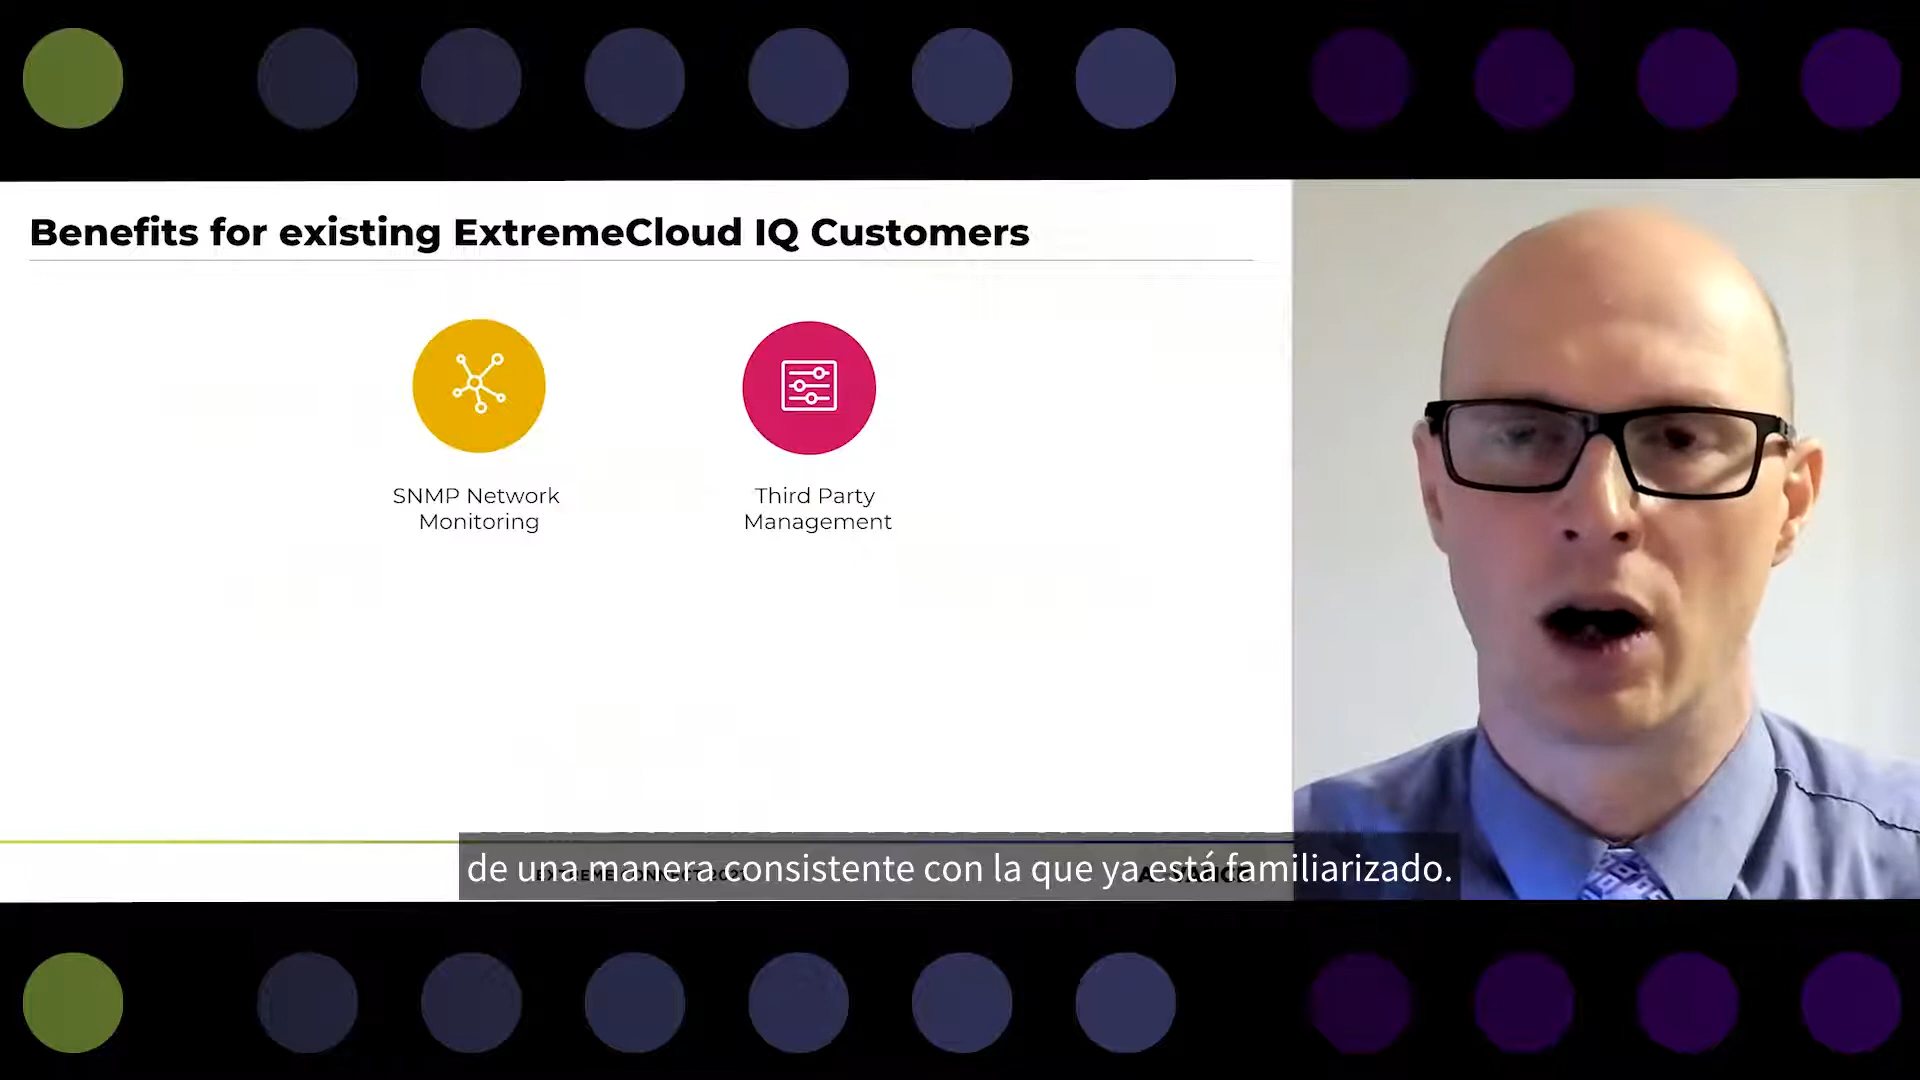 Benefits for existing ExtremeCloud IQ Customers
SNMP Network
Monitoring
Third Party
Management
de una manera consistente con la que ya está familiarizado.